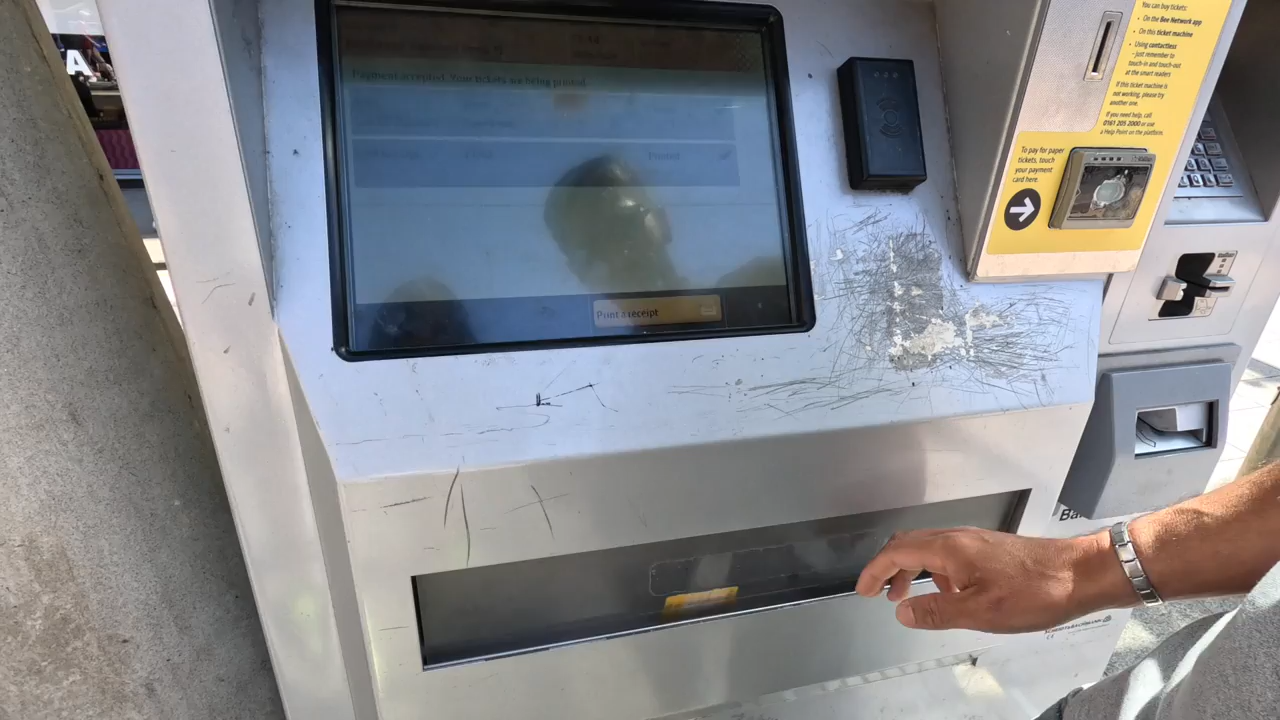 A
Payment accepted. Your tickets are being printed.
Print a receipt
You can buy tickets:
• On the Bee Network app
• On this ticket machine
• Using contactless
- just remember to
touch-in and touch-out
at the smart readers
If this ticket machine is
not working, please try
another one.
If you need help, call
0161 205 2000 or use
a Help Point on the platform.
To pay for paper
tickets, touch
your payment
card here.